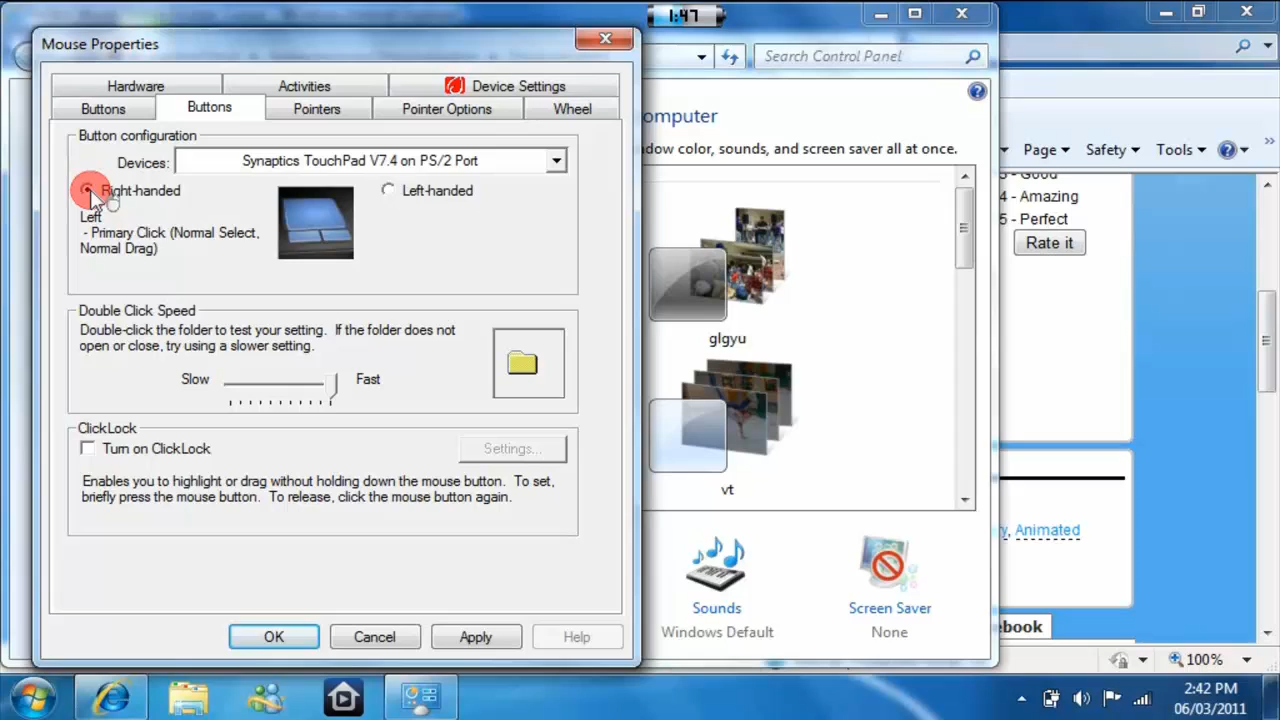 1:47
Mouse Properties
Search Control Panel
Hardware
Activities
Device Settings
Buttons
Buttons
Pointers
Pointer Options
Wheel
Button configuration
Devices: Synaptics TouchPad V7.4 on PS/2 Port
Right-handed
Left-handed
Left
- Primary Click (Normal Select,
Normal Drag)
Double Click Speed
Double-click the folder to test your setting. If the folder does not
open or close, try using a slower setting.
Slow
Fast
ClickLock
Turn on ClickLock
Settings...
Enables you to highlight or drag without holding down the mouse button. To set,
briefly press the mouse button. To release, click the mouse button again.
OK
Cancel
Apply
Help
omputer
ndow color, sounds, and screen saver all at once.
glgyu
vt
Sounds
Windows Default
Screen Saver
None
Page
Safety
Tools
»
3 - Good
4 - Amazing
5 - Perfect
Rate it
y, Animated
ebook
100%
2:42 PM
06/03/2011